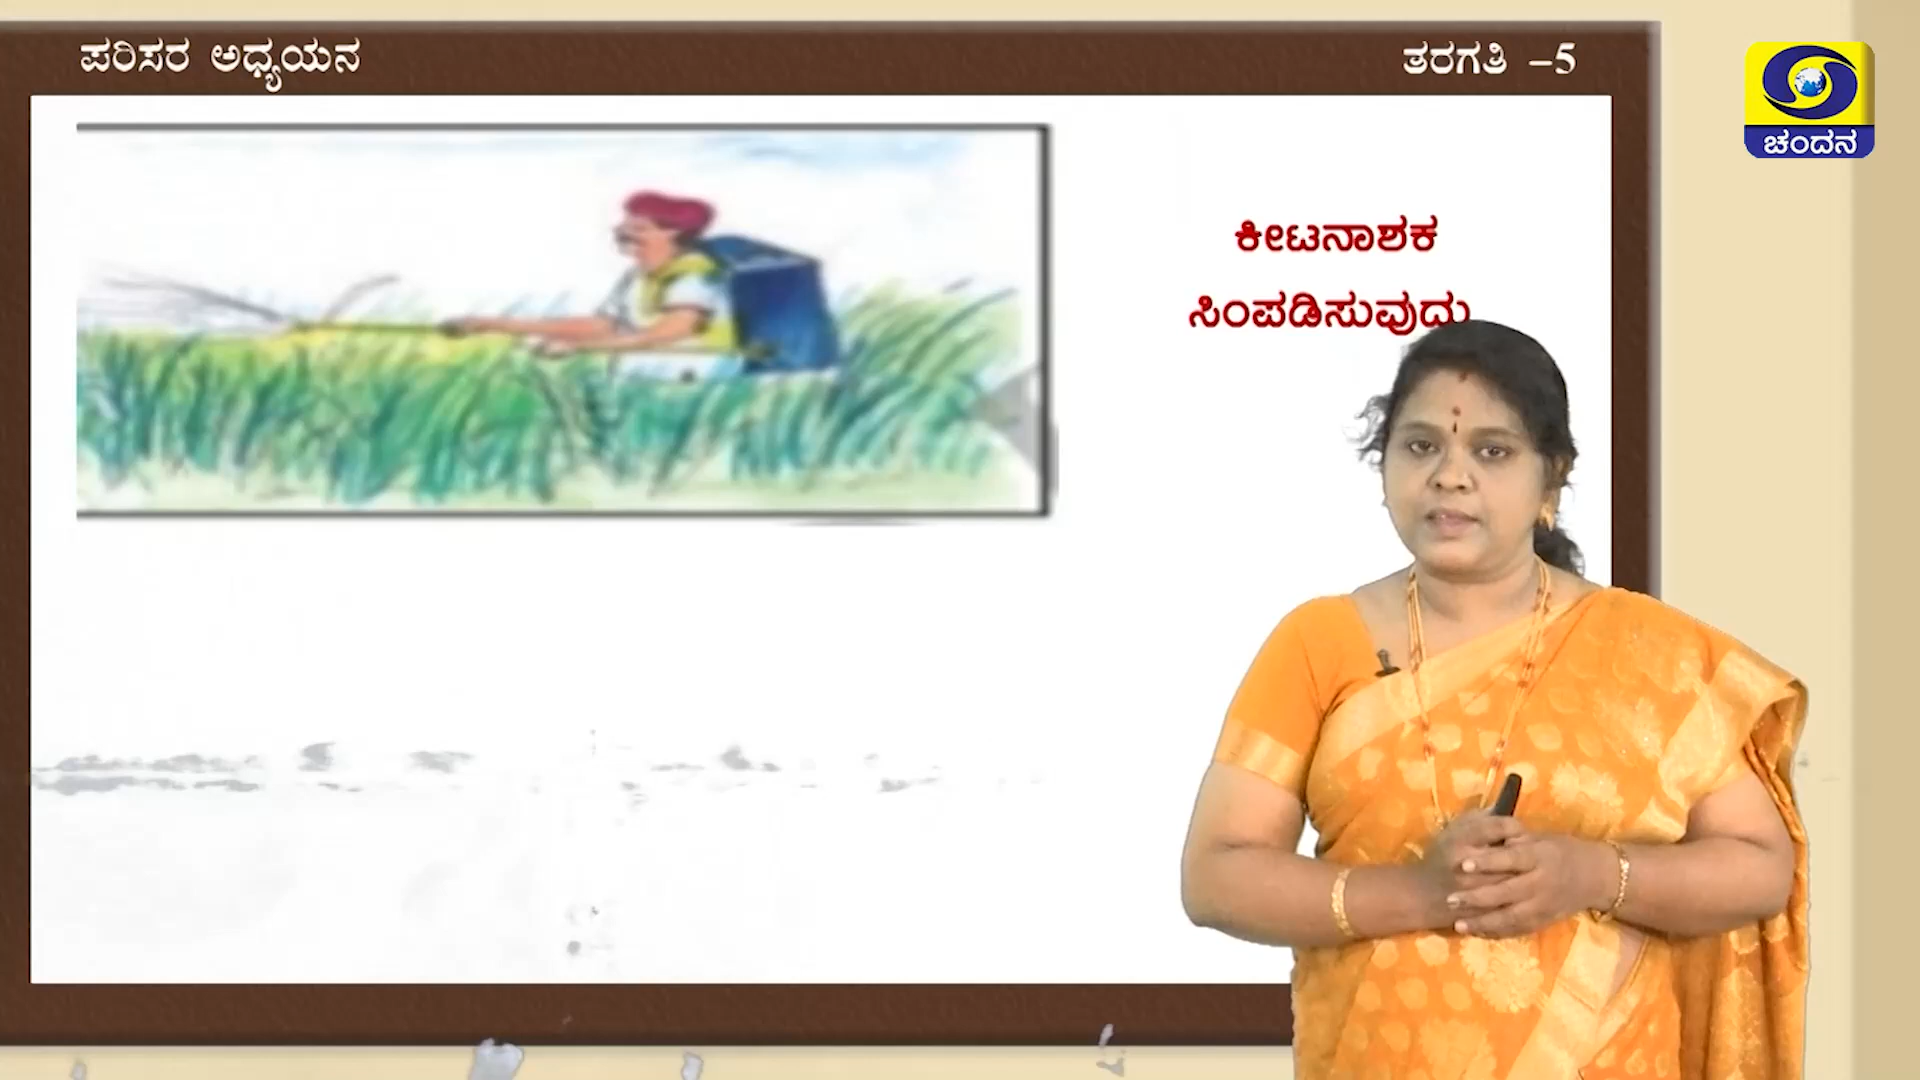 ಪರಿಸರ ಅಧ್ಯಯನ
ತರಗತಿ –5
ಚಂದನ
ಕೀಟನಾಶಕ
ಸಿಂಪಡಿಸುವುದು